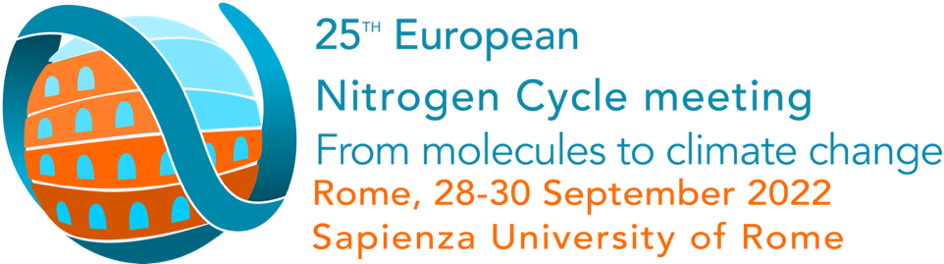 25TH European
Nitrogen Cycle meeting
From molecules to climate change
Rome, 28-30 September 2022
Sapienza University of Rome